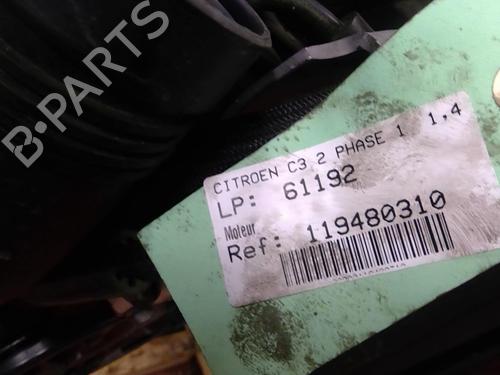 B-PARTS
CITROEN C3 2 PHASE 1 1,4
LP: 61192
Moteur
Ref: 119480310